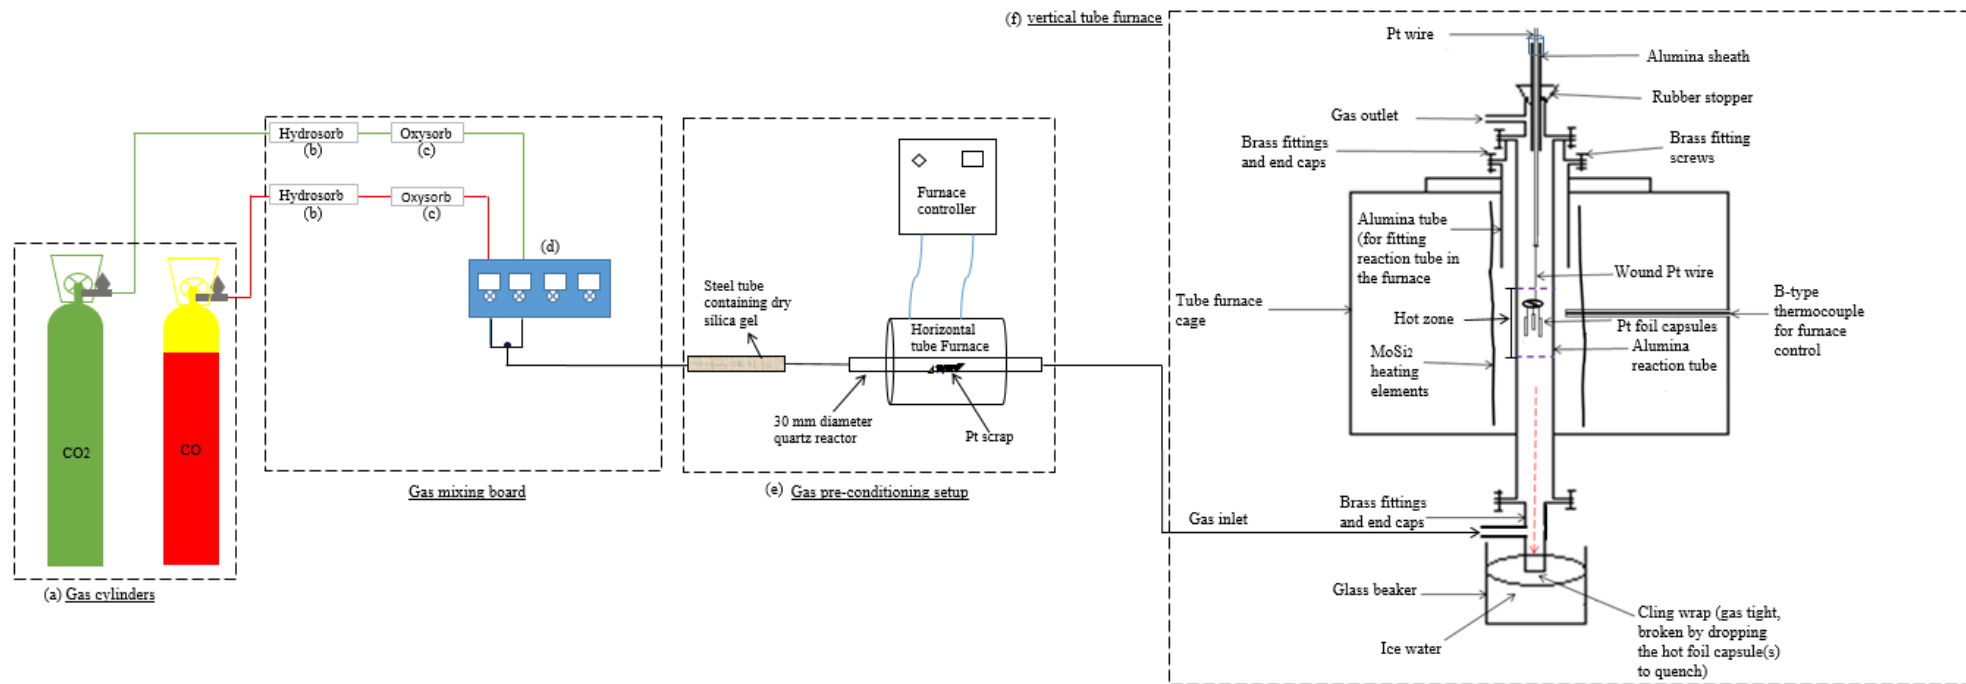 (f) vertical tube furnace
Pt wire
Alumina sheath
Rubber stopper
Gas outlet
Brass fittings
and end caps
Brass fitting
screws
Hydrosorb
(b)
Oxysorb
(c)
Hydrosorb
(b)
Oxysorb
(c)
(d)
Furnace
controller
Alumina tube
(for fitting
reaction tube in
the furnace
Wound Pt wire
Steel tube
containing dry
silica gel
Horizontal
tube Furnace
Tube furnace
cage
Hot zone
Pt foil capsules
Alumina
reaction tube
B-type
thermocouple
for furnace
control
MoSi2
heating
elements
30 mm diameter
quartz reactor
Pt scrap
CO2
CO
Gas mixing board
(e) Gas pre-conditioning setup
Gas inlet
Brass fittings
and end caps
(a) Gas cylinders
Glass beaker
Ice water
Cling wrap (gas tight,
broken by dropping
the hot foil capsule(s)
to quench)